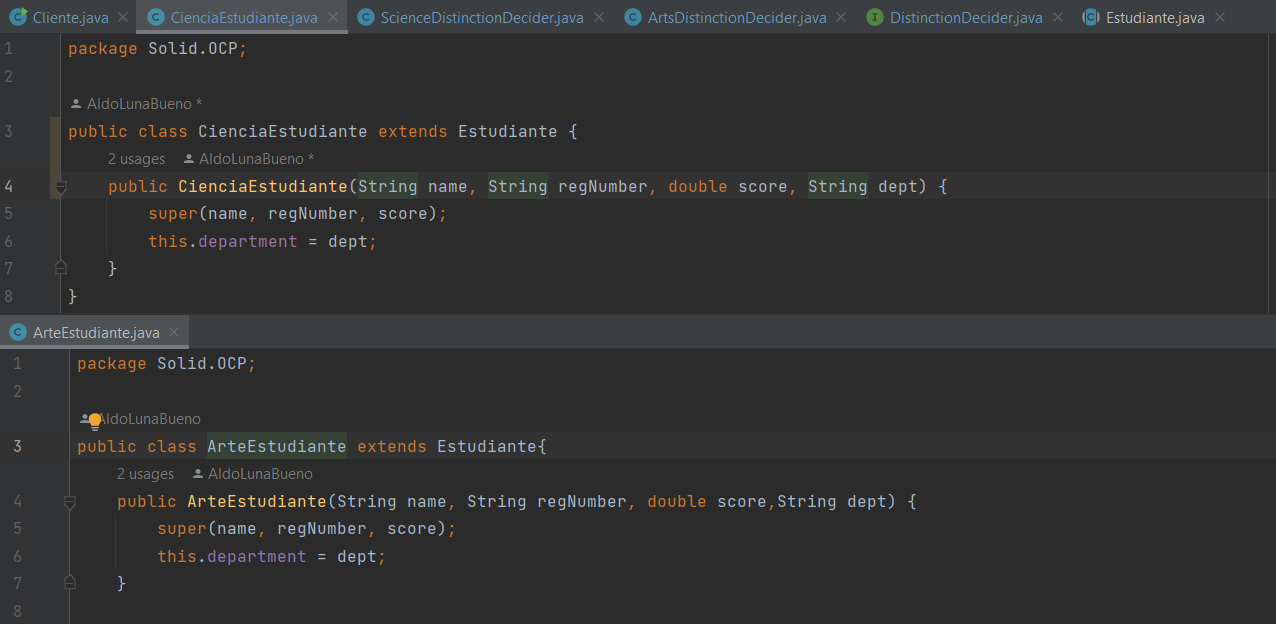 Cliente.java CienciaEstudiante.java ScienceDistinctionDecider.java ArtsDistinctionDecider.java DistinctionDecider.java Estudiante.java
1 package Solid.OCP;
2
AldoLunaBueno *
3 public class CienciaEstudiante extends Estudiante {
2 usages AldoLunaBueno *
4 public CienciaEstudiante(String name, String regNumber, double score, String dept) {
5 super(name, regNumber, score);
6 this.department = dept;
7 }
8 }
ArteEstudiante.java
1 package Solid.OCP;
2
AldoLunaBueno
3 public class ArteEstudiante extends Estudiante{
2 usages AldoLunaBueno
4 public ArteEstudiante(String name, String regNumber, double score,String dept) {
5 super(name, regNumber, score);
6 this.department = dept;
7 }
8